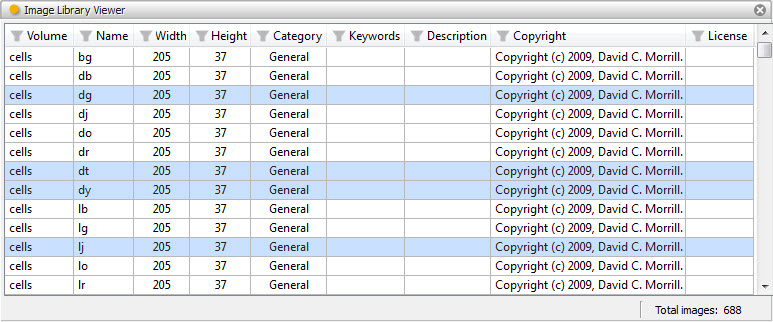 Image Library Viewer
Volume Name Width Height Category Keywords Description Copyright License
cells bg 205 37 General Copyright (c) 2009, David C. Morrill.
cells db 205 37 General Copyright (c) 2009, David C. Morrill.
cells dg 205 37 General Copyright (c) 2009, David C. Morrill.
cells dj 205 37 General Copyright (c) 2009, David C. Morrill.
cells do 205 37 General Copyright (c) 2009, David C. Morrill.
cells dr 205 37 General Copyright (c) 2009, David C. Morrill.
cells dt 205 37 General Copyright (c) 2009, David C. Morrill.
cells dy 205 37 General Copyright (c) 2009, David C. Morrill.
cells lb 205 37 General Copyright (c) 2009, David C. Morrill.
cells lg 205 37 General Copyright (c) 2009, David C. Morrill.
cells lj 205 37 General Copyright (c) 2009, David C. Morrill.
cells lo 205 37 General Copyright (c) 2009, David C. Morrill.
cells lr 205 37 General Copyright (c) 2009, David C. Morrill.
Total images: 688